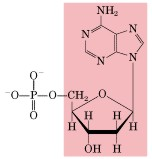 NH₂
N N
N N
O⁻
⁻O P O CH₂ O
O H H H H
OH H